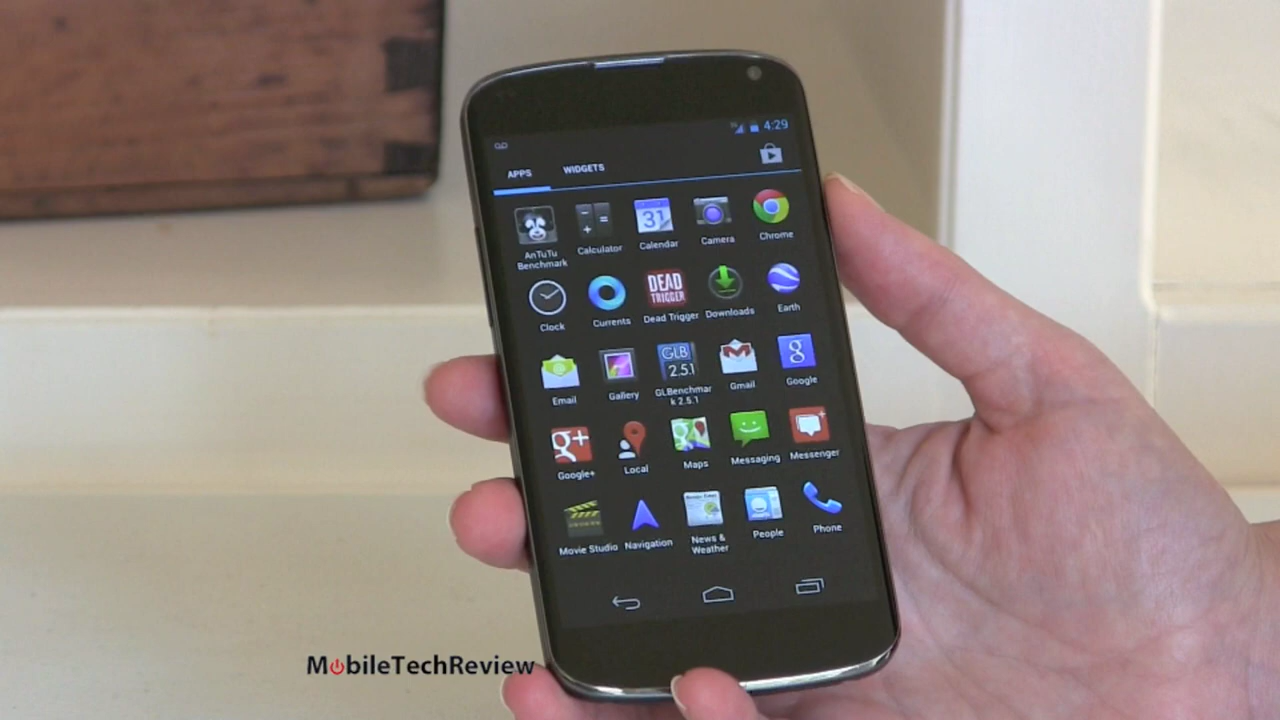 4:29
APPS WIDGETS
AnTuTu
Benchmark
Calculator
31
Calendar
Camera
Chrome
Clock
Currents
DEAD
TRIGGER
Dead Trigger
Downloads
Earth
@
Email
Gallery
GLB
2.5.1
GLBenchmar
k 2.5.1
M
Gmail
g
Google
g+
Google+
Local
g
Maps
Messaging
Messenger
Movie Studio
Navigation
News &
Weather
People
Phone
MobileTechReview